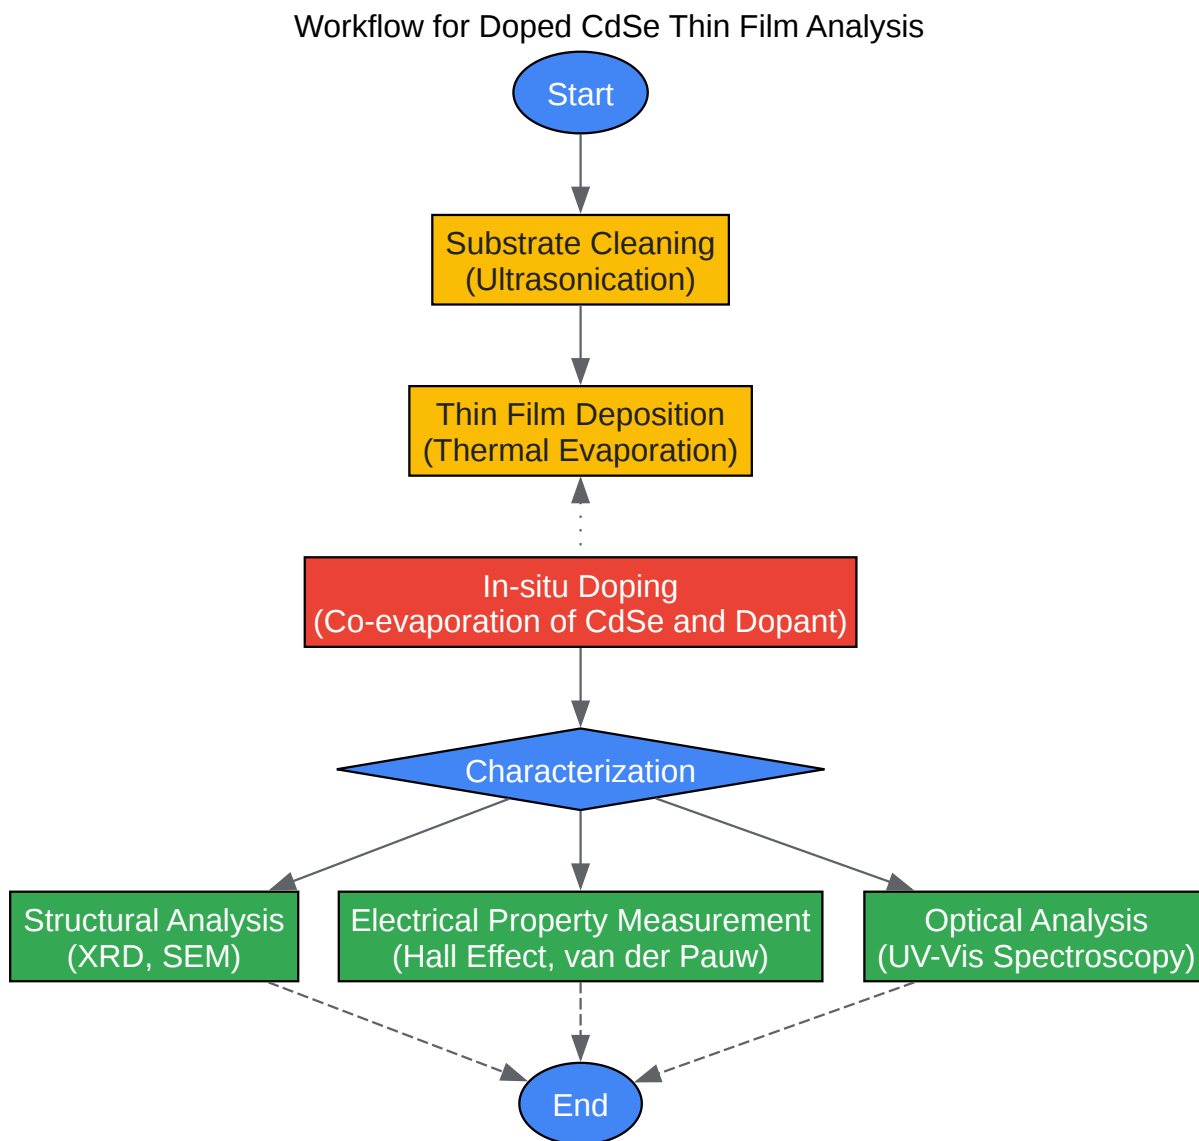 Workflow for Doped CdSe Thin Film Analysis
Start
Substrate Cleaning
(Ultrasonication)
Thin Film Deposition
(Thermal Evaporation)
In-situ Doping
(Co-evaporation of CdSe and Dopant)
Characterization
Structural Analysis
(XRD, SEM)
Electrical Property Measurement
(Hall Effect, van der Pauw)
Optical Analysis
(UV-Vis Spectroscopy)
End